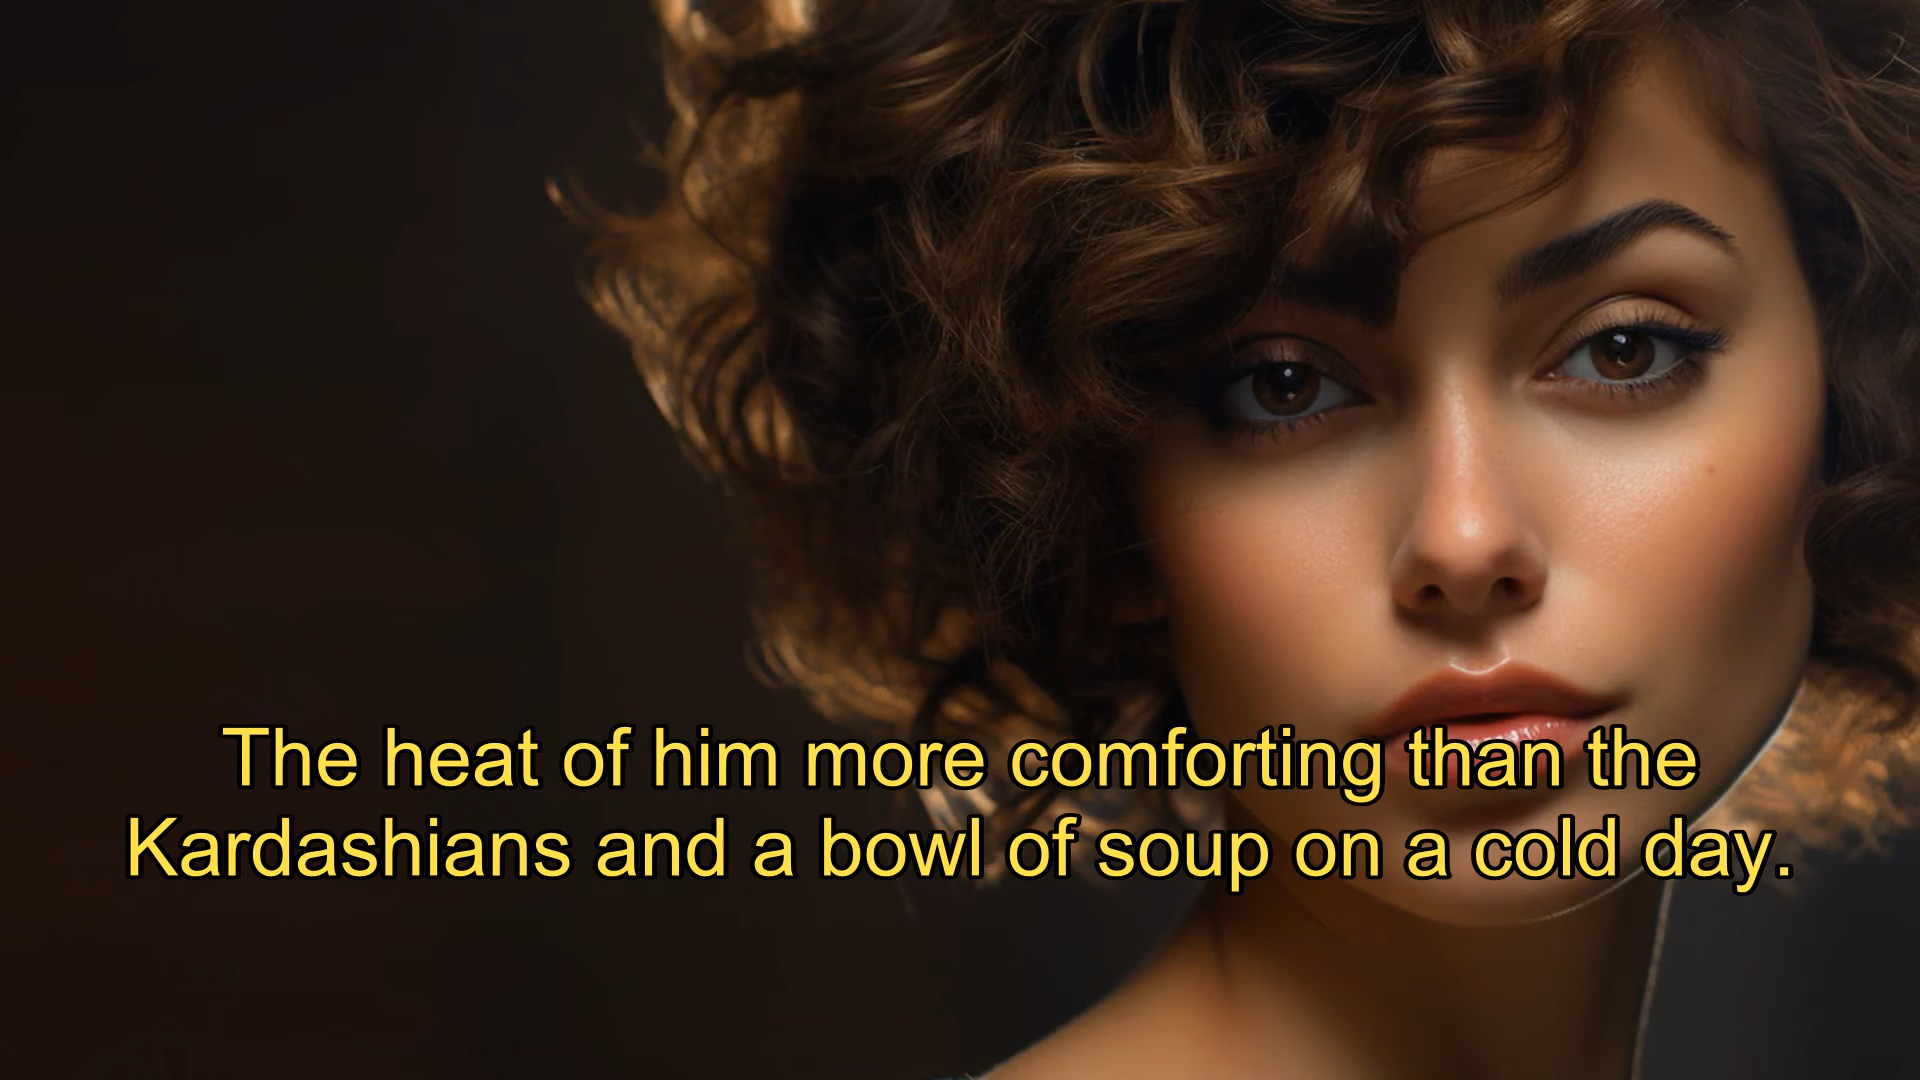 The heat of him more comforting than the
Kardashians and a bowl of soup on a cold day.